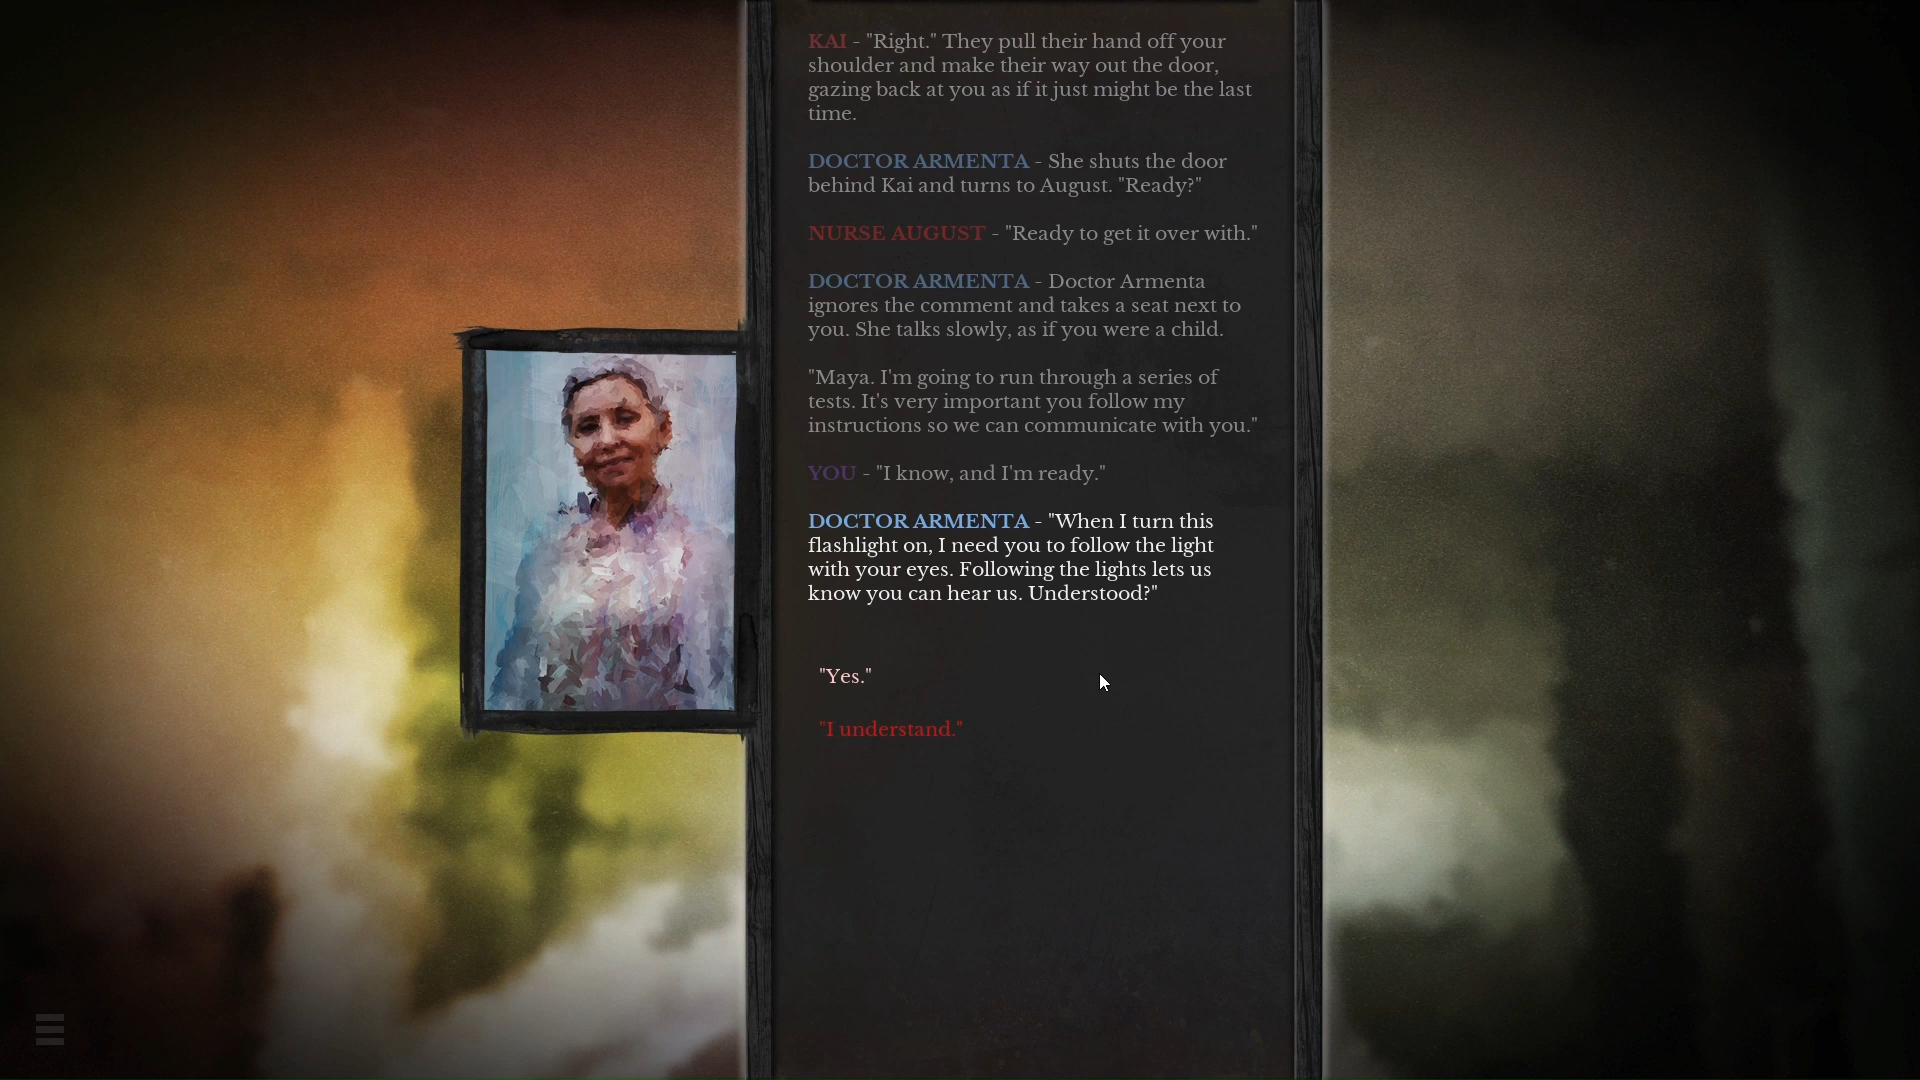 KAI - "Right." They pull their hand off your
shoulder and make their way out the door,
gazing back at you as if it just might be the last
time.
DOCTOR ARMENTA - She shuts the door
behind Kai and turns to August. "Ready?"
NURSE AUGUST - "Ready to get it over with."
DOCTOR ARMENTA - Doctor Armenta
ignores the comment and takes a seat next to
you. She talks slowly, as if you were a child.
"Maya. I'm going to run through a series of
tests. It's very important you follow my
instructions so we can communicate with you."
YOU - "I know, and I'm ready."
DOCTOR ARMENTA - "When I turn this
flashlight on, I need you to follow the light
with your eyes. Following the lights lets us
know you can hear us. Understood?"
"Yes."
"I understand."